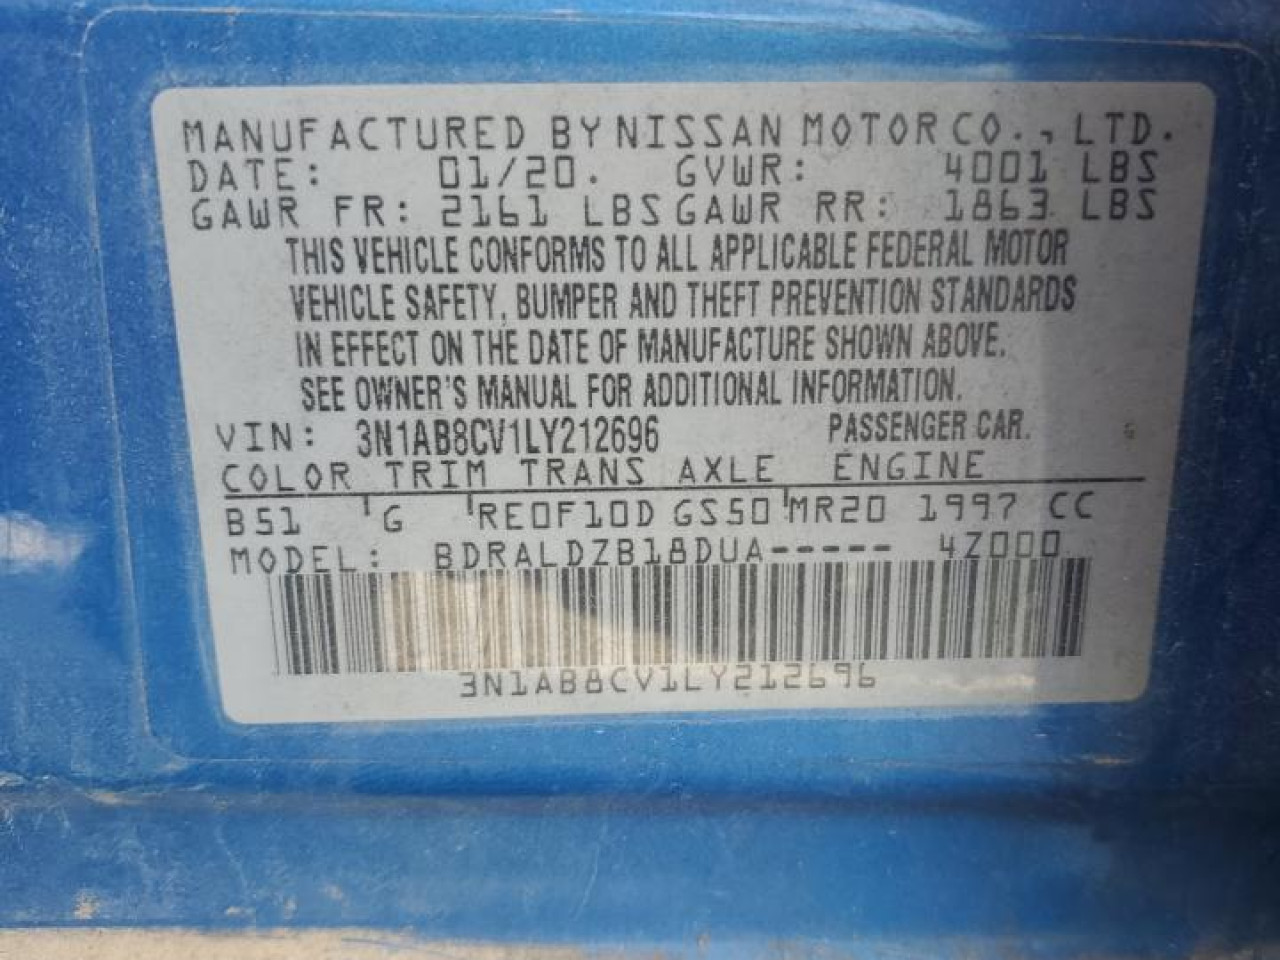 MANUFACTURED BY NISSAN MOTOR CO., LTD.
DATE: 01/20. GVWR: 4001 LBS
GAWR FR: 2161 LBS GAWR RR: 1863 LBS
THIS VEHICLE CONFORMS TO ALL APPLICABLE FEDERAL MOTOR
VEHICLE SAFETY, BUMPER AND THEFT PREVENTION STANDARDS
IN EFFECT ON THE DATE OF MANUFACTURE SHOWN ABOVE.
SEE OWNER'S MANUAL FOR ADDITIONAL INFORMATION.
VIN: 3N1AB8CV1LY212696 PASSENGER CAR.
COLOR TRIM TRANS AXLE ENGINE
B51 G RE0F10D GS50 MR20 1997 CC
MODEL: BDRALDZB18DUA----- 4Z000
3N1AB8CV1LY212696